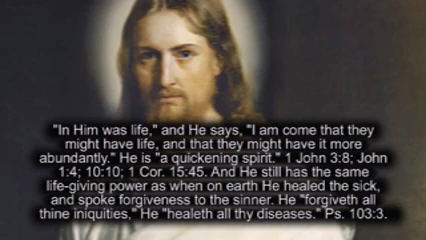 "In Him was life," and He says, "I am come that they
might have life, and that they might have it more
abundantly." He is "a quickening spirit." 1 John 3:8; John
1:4; 10:10; 1 Cor. 15:45. And He still has the same
life-giving power as when on earth He healed the sick,
and spoke forgiveness to the sinner. He "forgiveth all
thine iniquities," He "healeth all thy diseases." Ps. 103:3.